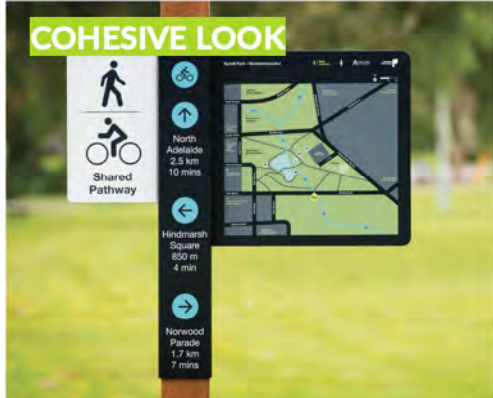 COHESIVE LOOK
Shared
Pathway
North
Adelaide
2.5 km
10 mins
Hindmarsh
Square
850 m
4 min
Norwood
Parade
1.7 km
7 mins